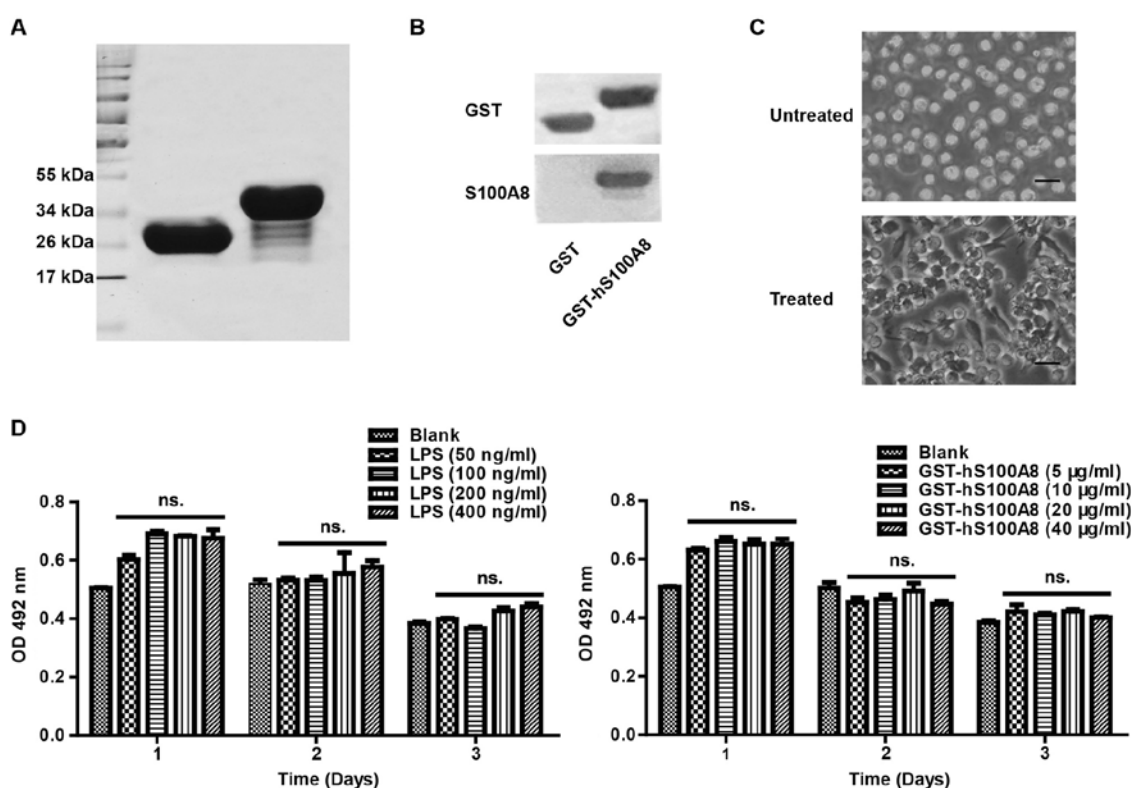 A
55 kDa
34 kDa
26 kDa
17 kDa
B
GST
S100A8
GST
GST-hS100A8
C
Untreated
Treated
D
Blank
LPS (50 ng/ml)
LPS (100 ng/ml)
LPS (200 ng/ml)
LPS (400 ng/ml)
0.8
0.6
0.4
0.2
0.0
OD 492 nm
ns.
ns.
ns.
1
2
3
Time (Days)
Blank
GST-hS100A8 (5 µg/ml)
GST-hS100A8 (10 µg/ml)
GST-hS100A8 (20 µg/ml)
GST-hS100A8 (40 µg/ml)
0.8
0.6
0.4
0.2
0.0
OD 492 nm
ns.
ns.
ns.
1
2
3
Time (Days)